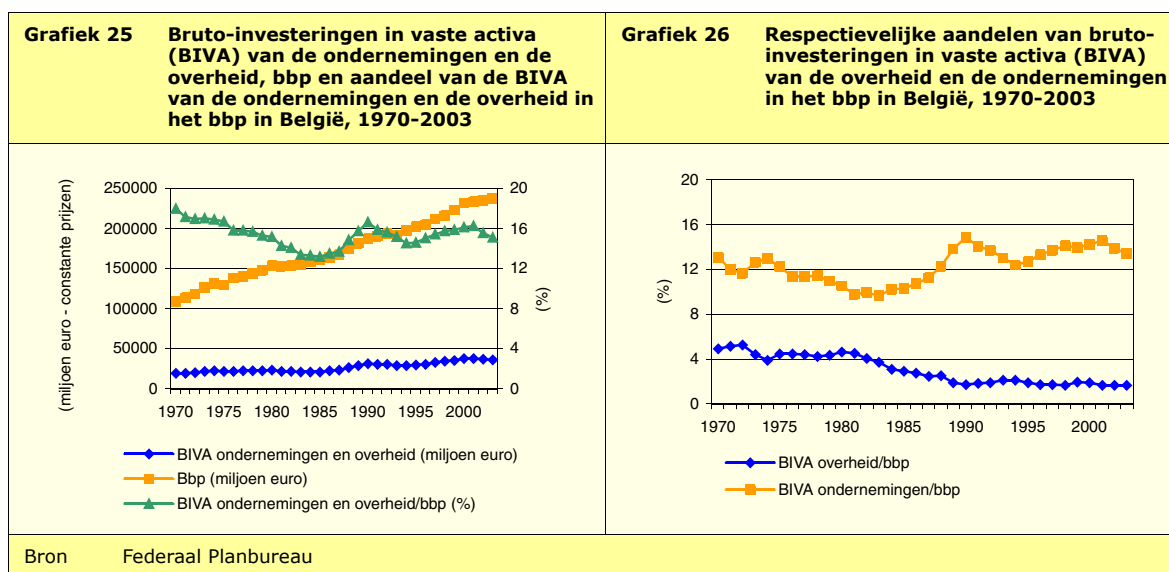 Grafiek 25 Bruto-investeringen in vaste activa
(BIVA) van de ondernemingen en de
overheid, bbp en aandeel van de BIVA
van de ondernemingen en de overheid in
het bbp in België, 1970-2003
Grafiek 26 Respectievelijke aandelen van bruto-
investeringen in vaste activa (BIVA)
van de overheid en de ondernemingen
in het bbp in België, 1970-2003
(miljoen euro - constante prijzen)
250000
200000
150000
100000
50000
0
20
16
12
8
4
0
(%)
1970 1975 1980 1985 1990 1995 2000
BIVA ondernemingen en overheid (miljoen euro)
Bbp (miljoen euro)
BIVA ondernemingen en overheid/bbp (%)
(%)
20
16
12
8
4
0
1970 1975 1980 1985 1990 1995 2000
BIVA overheid/bbp
BIVA ondernemingen/bbp
Bron Federaal Planbureau